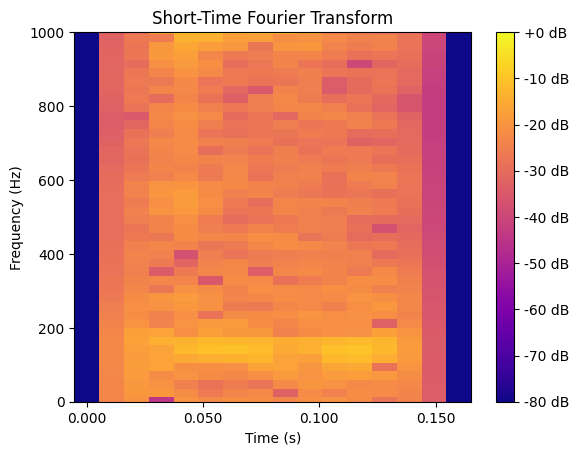 Short-Time Fourier Transform
1000
800
600
400
200
0
Frequency (Hz)
0.000
0.050
0.100
0.150
Time (s)
+0 dB
-10 dB
-20 dB
-30 dB
-40 dB
-50 dB
-60 dB
-70 dB
-80 dB